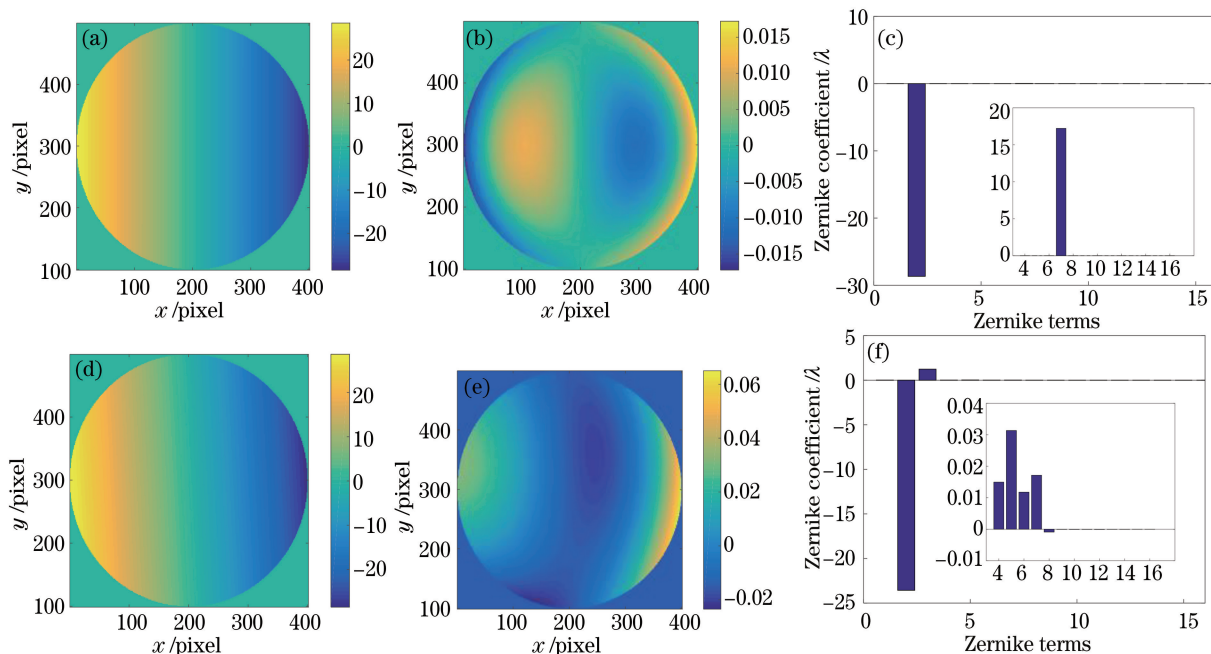 (a)
500
400
300
200
100
100 200 300 400
x /pixel
y /pixel
20
10
0
−10
−20
(b)
500
400
300
200
100
100 200 300 400
x /pixel
y /pixel
0.015
0.010
0.005
0
−0.005
−0.010
−0.015
(c)
10
0
−10
−20
−30
0 5 10 15
Zernike terms
Zernike coefficient /λ
20
15
10
5
0
4 6 8 10 12 14 16
(d)
500
400
300
200
100
100 200 300 400
x /pixel
y /pixel
20
10
0
−10
−20
(e)
400
300
200
100
100 200 300 400
x /pixel
y /pixel
0.06
0.04
0.02
0
−0.02
(f)
5
0
−5
−10
−15
−20
−25
0 5 10 15
Zernike terms
Zernike coefficient /λ
0.04
0.03
0.02
0.01
0
−0.01
4 6 8 10 12 14 16